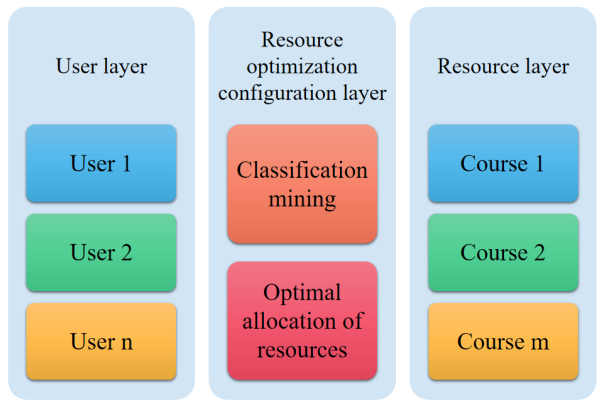 User layer
User 1
User 2
User n
Resource
optimization
configuration layer
Classification
mining
Optimal
allocation of
resources
Resource layer
Course 1
Course 2
Course m